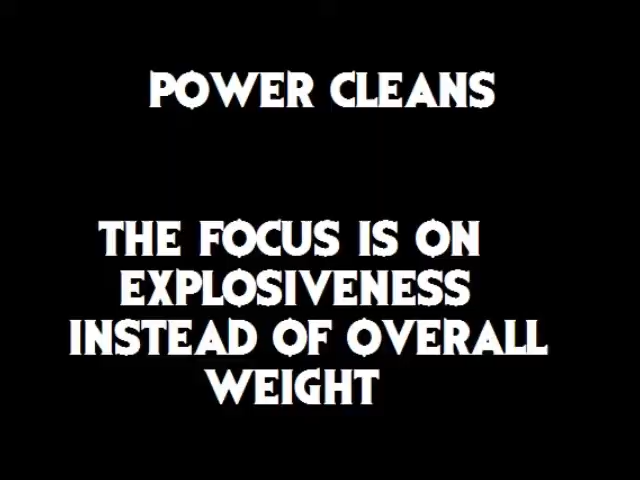 POWER CLEANS
THE FOCUS IS ON
EXPLOSIVENESS
INSTEAD OF OVERALL
WEIGHT